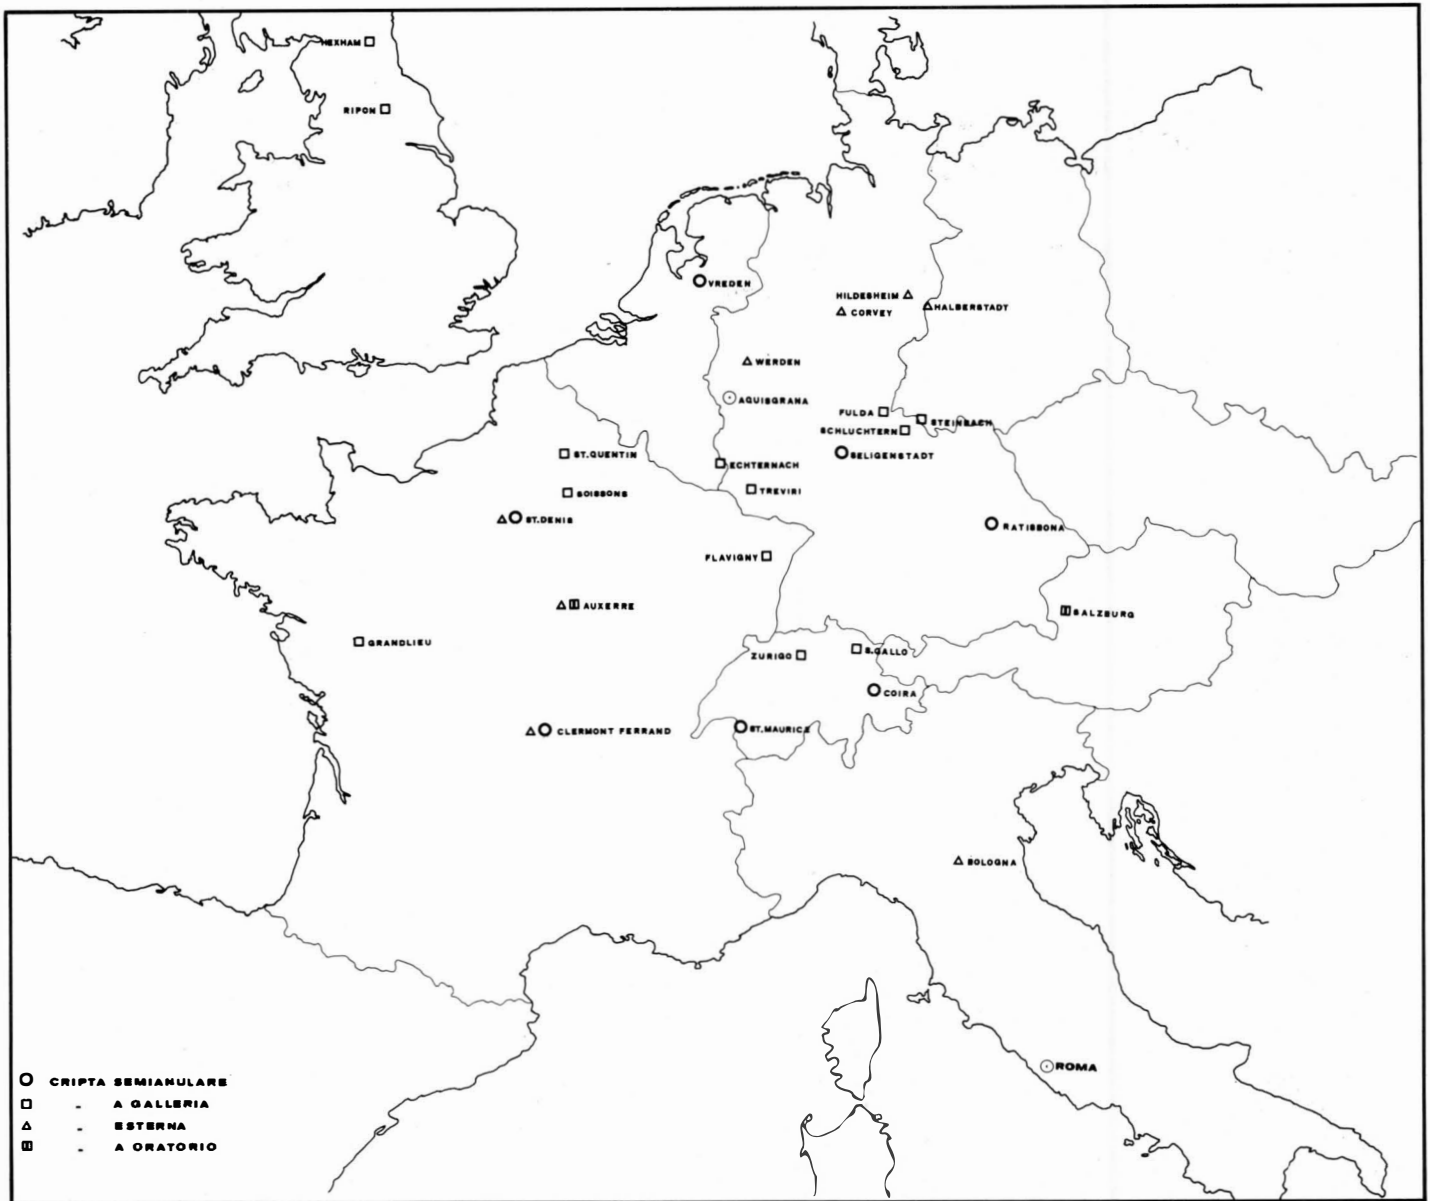 HEXHAM
RIPON
VREDEN
HILDESHEIM
HALBERSTADT
CORVEY
WERDEN
AQUISGRANA
FULDA
STEINBACH
SCHLUCHTERN
ST.QUENTIN
SELIGENSTADT
ECHTERNACH
SOISSONS
TREVIRI
ST.DENIS
RATISBONA
FLAVIGNY
AUXERRE
SALZBURG
GRANDLIEU
ZURIGO
S.GALLO
COIRA
CLERMONT FERRAND
ST.MAURICE
BOLOGNA
ROMA
CRIPTA SEMIANULARE
" A GALLERIA
" ESTERNA
" A ORATORIO